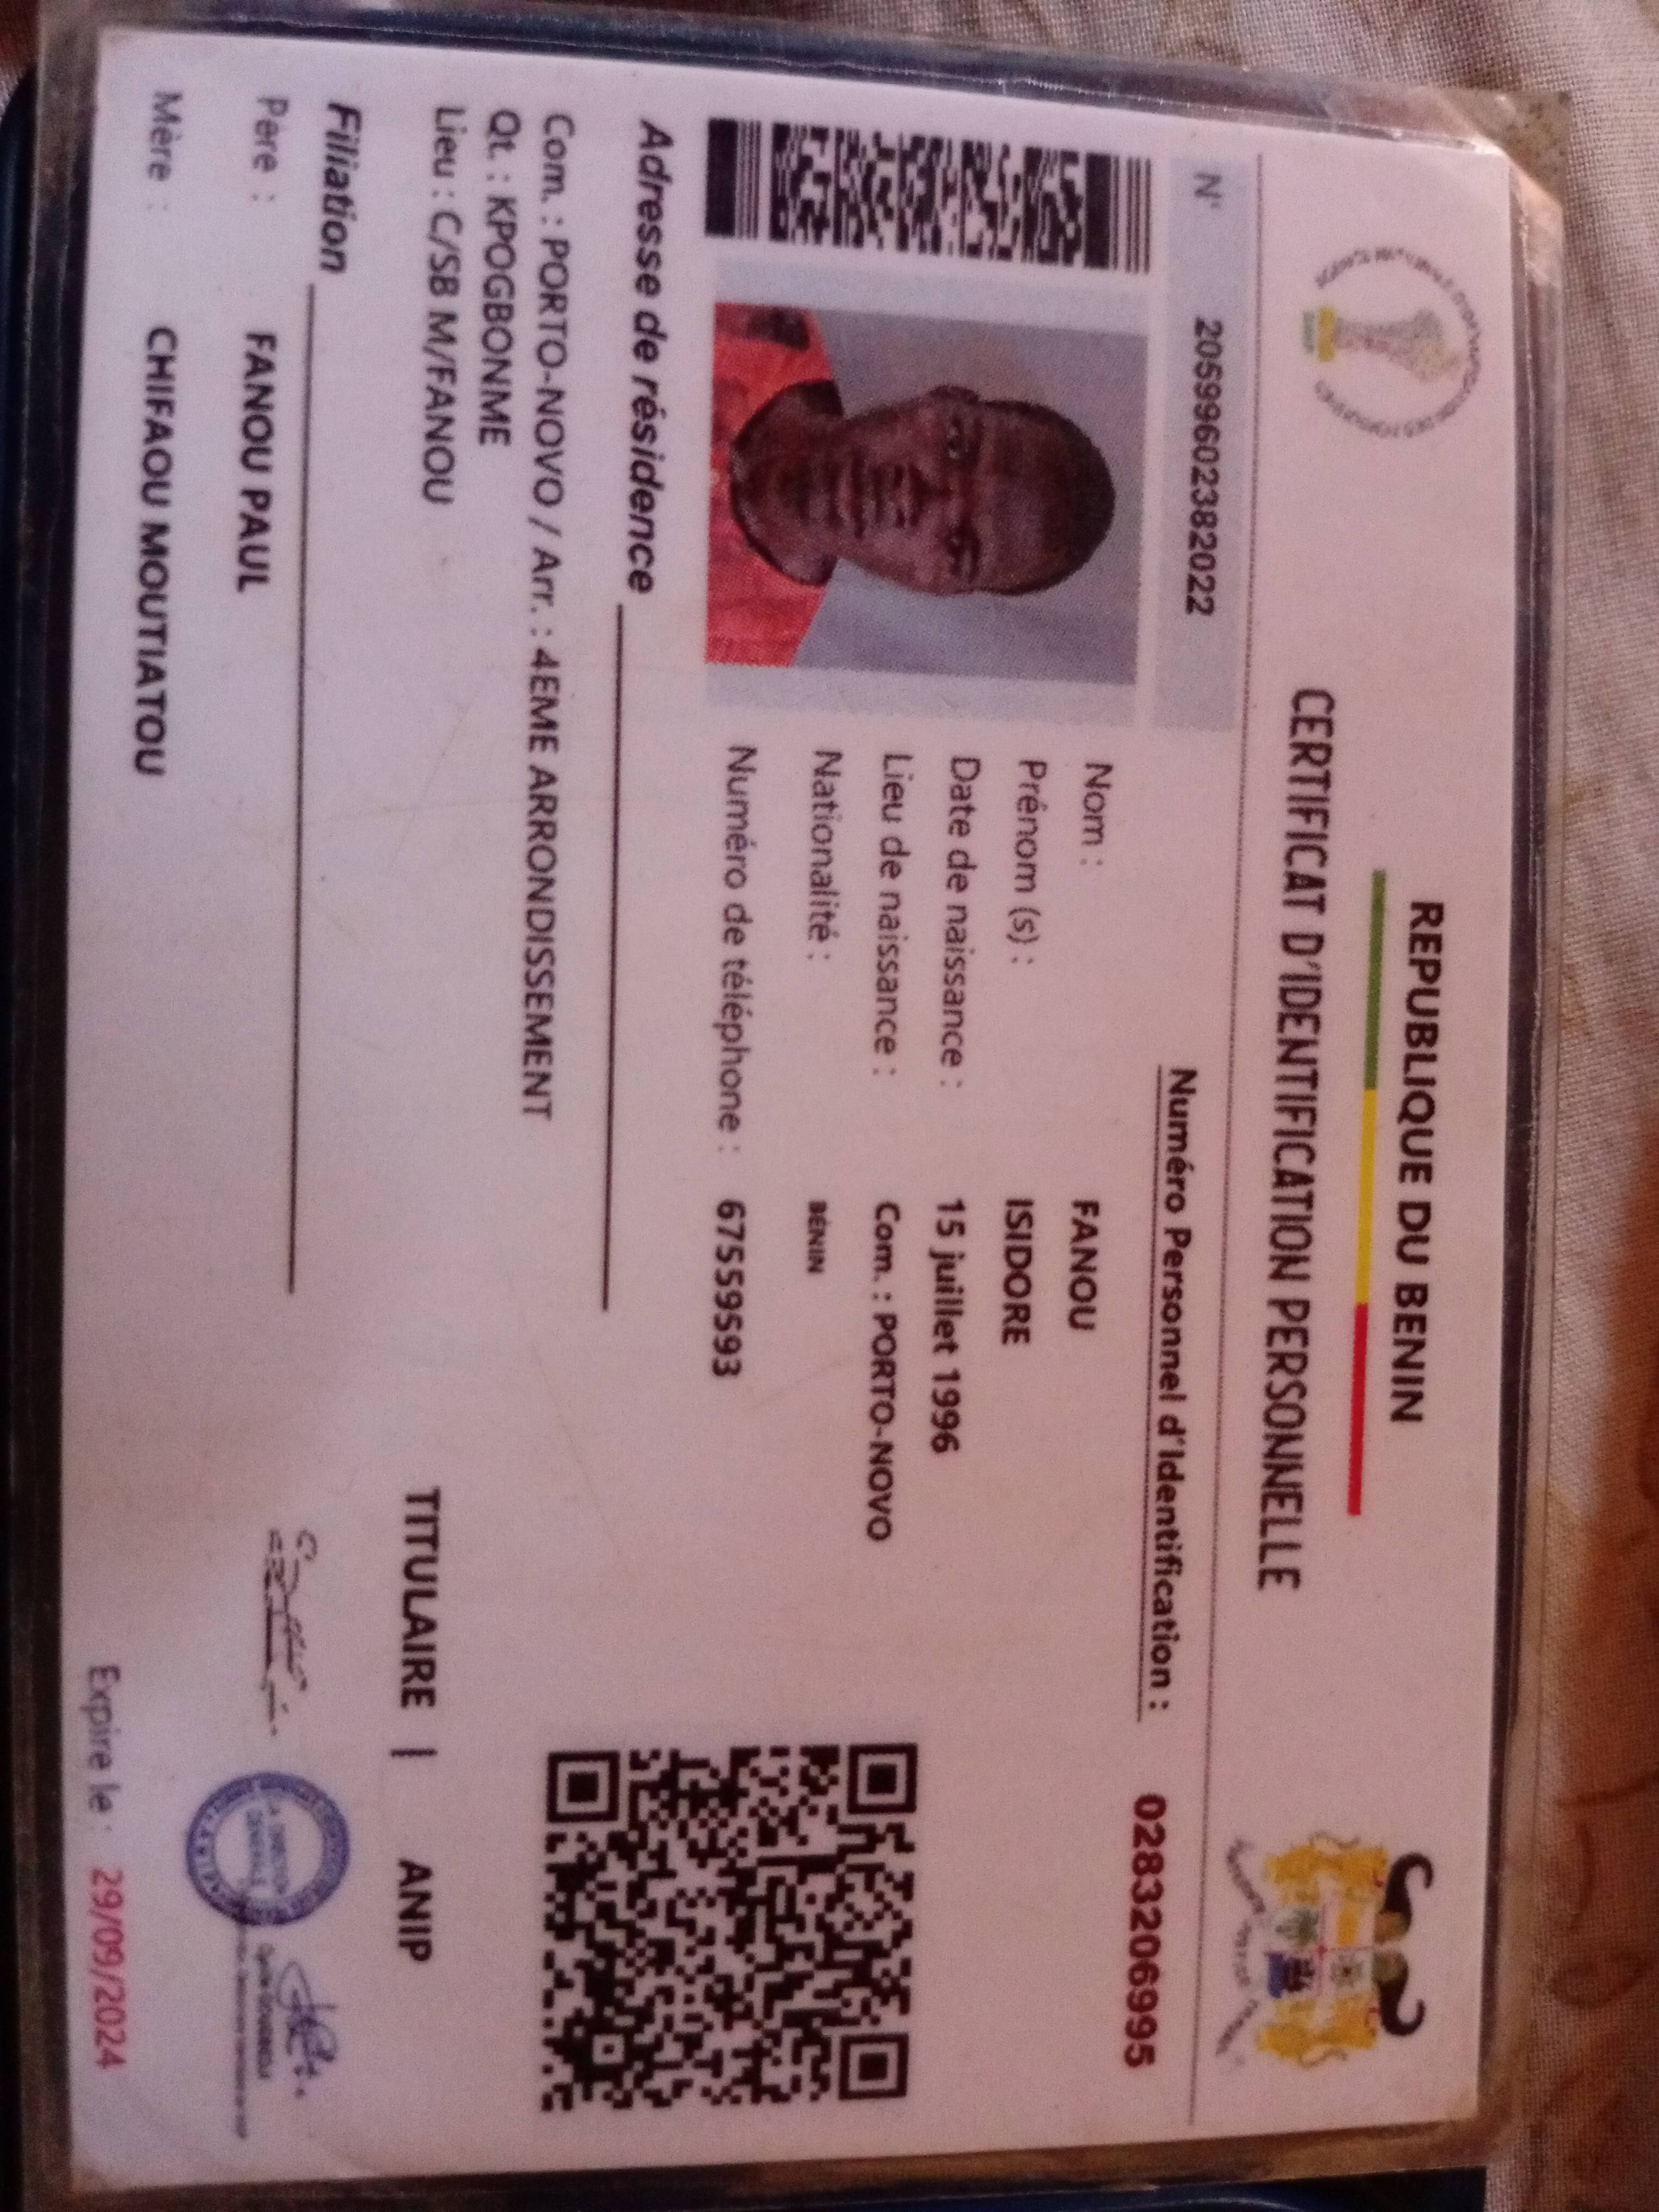 REPUBLIQUE DU BENIN
CERTIFICAT D'IDENTIFICATION PERSONNELLE
N° 20599602382022
Numéro Personnel d'Identification : 0283206995
Nom : FANOU
Prénom (s) : ISIDORE
Date de naissance : 15 juillet 1996
Lieu de naissance : Com. : PORTO-NOVO
Nationalité : BÉNIN
Numéro de téléphone : 67559593
Adresse de résidence
Com. : PORTO-NOVO / Arr. : 4EME ARRONDISSEMENT
Qt. : KPOGBONME
Lieu : C/SB M/FANOU
TITULAIRE | ANIP
Filiation
Père : FANOU PAUL
Mère : CHIFAOU MOUTIATOU
Expire le : 29/09/2024